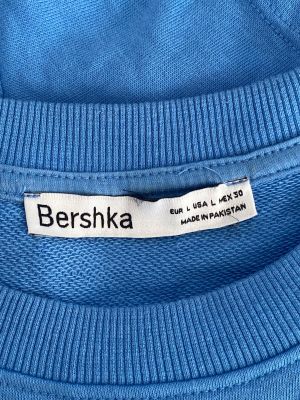 Bershka
EUR L USA L MEX 30
MADE IN PAKISTAN